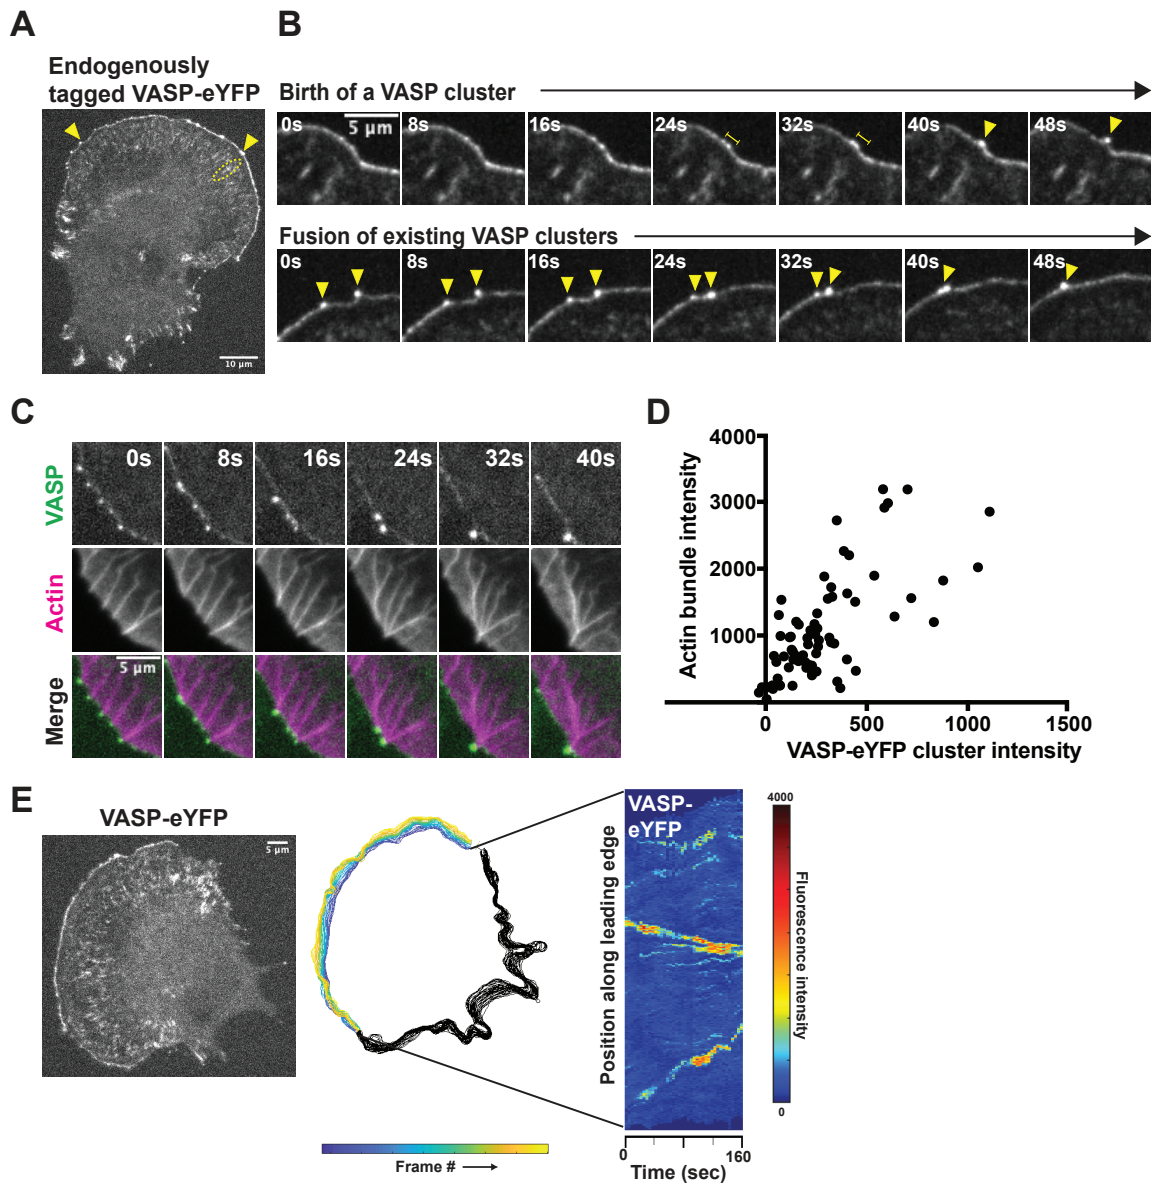 A
Endogenously
tagged VASP-eYFP
10 µm
B
Birth of a VASP cluster
0s 8s 16s 24s 32s 40s 48s
5 µm
Fusion of existing VASP clusters
0s 8s 16s 24s 32s 40s 48s
C
VASP
0s 8s 16s 24s 32s 40s
Actin
Merge
5 µm
D
Actin bundle intensity
4000
3000
2000
1000
0 500 1000 1500
VASP-eYFP cluster intensity
E
VASP-eYFP
5 µm
Frame #
Position along leading edge
VASP-
eYFP
0 160
Time (sec)
4000
Fluorescence intensity
0